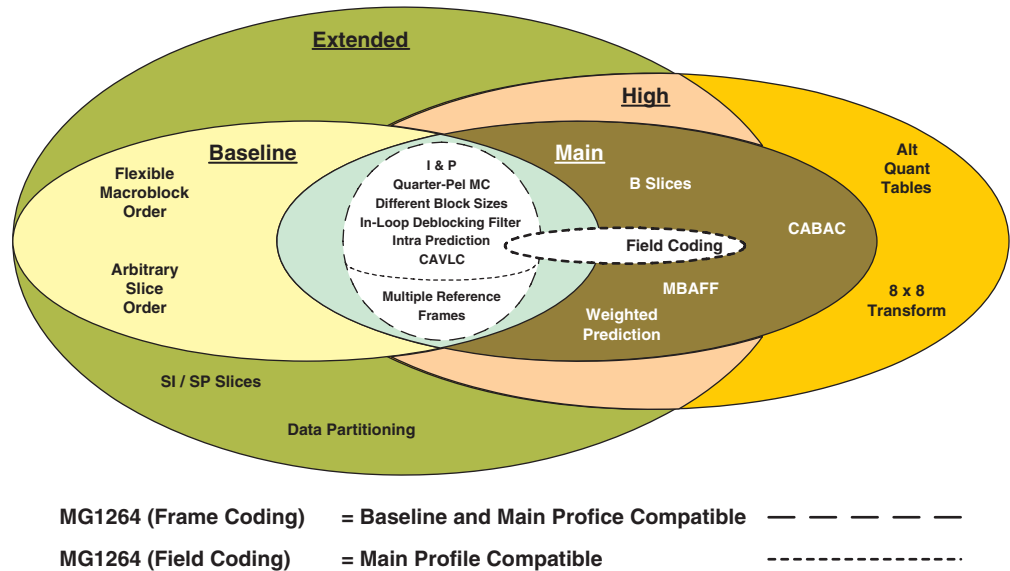 Extended
High
Baseline
Main
Flexible
Macroblock
Order
Arbitrary
Slice
Order
I & P
Quarter-Pel MC
Different Block Sizes
In-Loop Deblocking Filter
Intra Prediction
CAVLC
Multiple Reference
Frames
B Slices
Field Coding
CABAC
MBAFF
Weighted
Prediction
Alt
Quant
Tables
8 x 8
Transform
SI / SP Slices
Data Partitioning
MG1264 (Frame Coding) = Baseline and Main Profice Compatible
MG1264 (Field Coding) = Main Profile Compatible